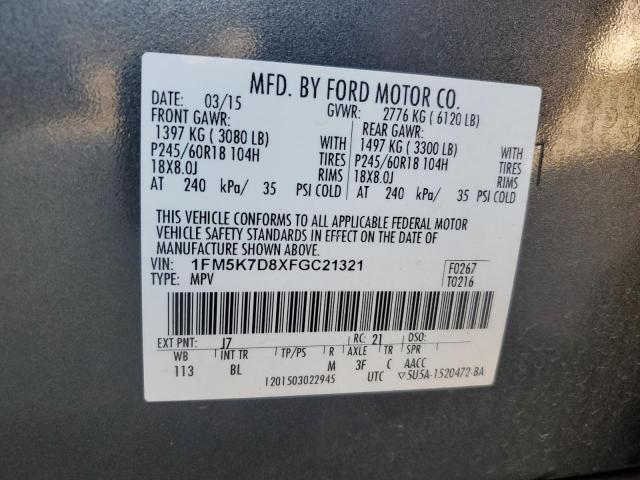 MFD. BY FORD MOTOR CO.
DATE: 03/15 GVWR: 2776 KG ( 6120 LB)
FRONT GAWR: REAR GAWR:
1397 KG ( 3080 LB) WITH 1497 KG ( 3300 LB) WITH
P245/60R18 104H TIRES P245/60R18 104H TIRES
18X8.0J RIMS 18X8.0J RIMS
AT 240 kPa/ 35 PSI COLD AT 240 kPa/ 35 PSI COLD
THIS VEHICLE CONFORMS TO ALL APPLICABLE FEDERAL MOTOR
VEHICLE SAFETY STANDARDS IN EFFECT ON THE DATE OF
MANUFACTURE SHOWN ABOVE.
VIN: 1FM5K7D8XFGC21321 F0267
TYPE: MPV T0216
EXT PNT: J7 RC: 21 DSO:
WB INT TR TP/PS R AXLE TR SPR
113 BL M 3F C AACC
1201503022945 UTC ▽5U5A-1520472-BA